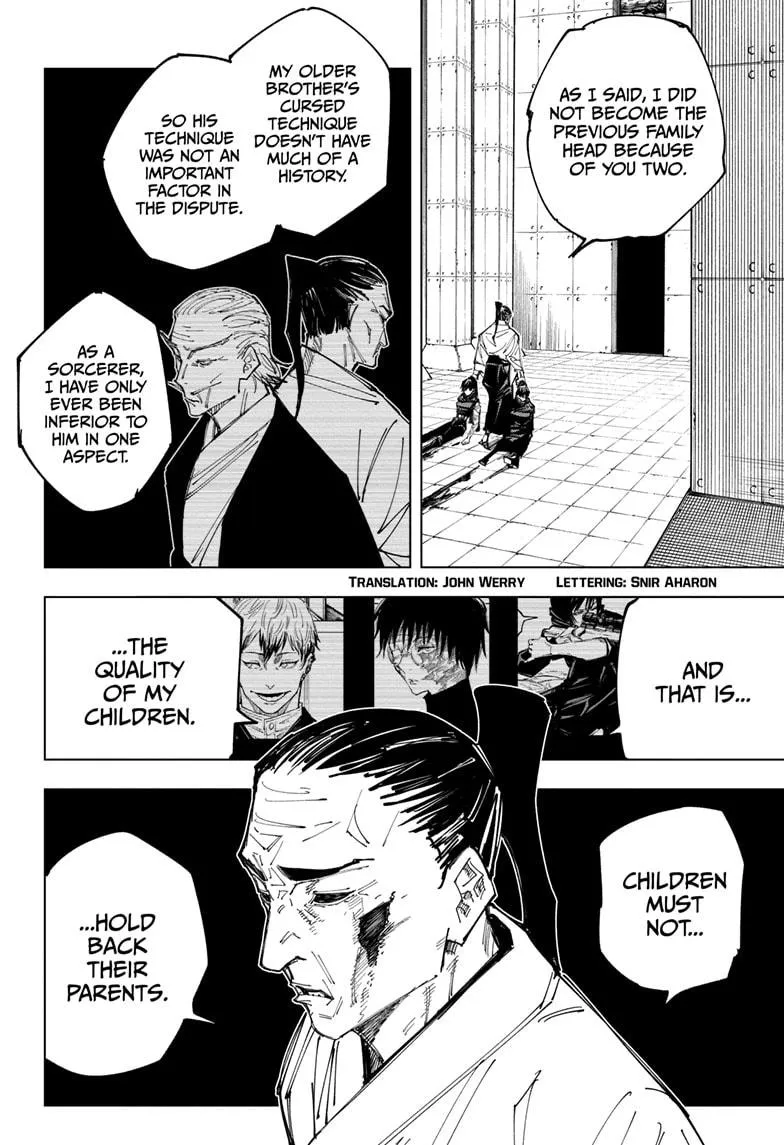 AS I SAID, I DID
NOT BECOME THE
PREVIOUS FAMILY
HEAD BECAUSE
OF YOU TWO.
MY OLDER
BROTHER'S
CURSED
TECHNIQUE
DOESN'T HAVE
MUCH OF A
HISTORY.
SO HIS
TECHNIQUE
WAS NOT AN
IMPORTANT
FACTOR IN
THE DISPUTE.
AS A
SORCERER,
I HAVE ONLY
EVER BEEN
INFERIOR TO
HIM IN ONE
ASPECT.
TRANSLATION: JOHN WERRY LETTERING: SNIR AHARON
AND
THAT IS...
...THE
QUALITY
OF MY
CHILDREN.
CHILDREN
MUST
NOT...
...HOLD
BACK
THEIR
PARENTS.